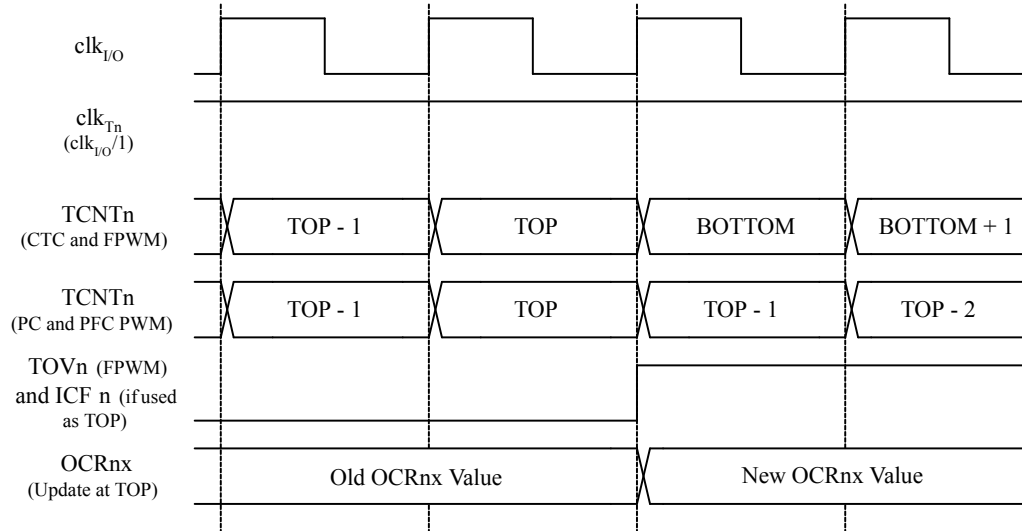 clkI/O
clkTn
(clkI/O/1)
TCNTn
(CTC and FPWM)
TOP - 1 TOP BOTTOM BOTTOM + 1
TCNTn
(PC and PFC PWM)
TOP - 1 TOP TOP - 1 TOP - 2
TOVn (FPWM)
and ICF n (if used
as TOP)
OCRnx
(Update at TOP)
Old OCRnx Value New OCRnx Value